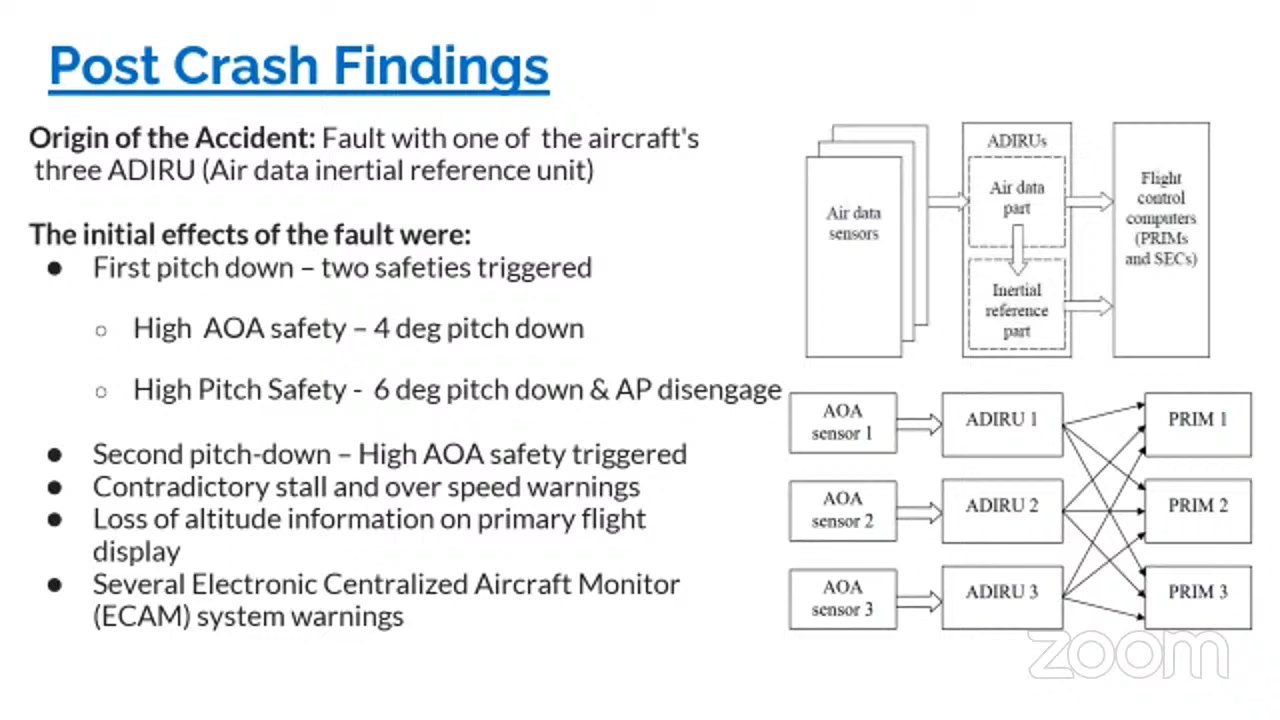 Post Crash Findings
Origin of the Accident: Fault with one of the aircraft's
three ADIRU (Air data inertial reference unit)
The initial effects of the fault were:
● First pitch down – two safeties triggered
○ High AOA safety – 4 deg pitch down
○ High Pitch Safety - 6 deg pitch down & AP disengage
● Second pitch-down – High AOA safety triggered
● Contradictory stall and over speed warnings
● Loss of altitude information on primary flight
display
● Several Electronic Centralized Aircraft Monitor
(ECAM) system warnings
Air data
sensors
ADIRUs
Air data
part
Inertial
reference
part
Flight
control
computers
(PRIMs
and SECs)
AOA
sensor 1
ADIRU 1
PRIM 1
AOA
sensor 2
ADIRU 2
PRIM 2
AOA
sensor 3
ADIRU 3
PRIM 3
zoom